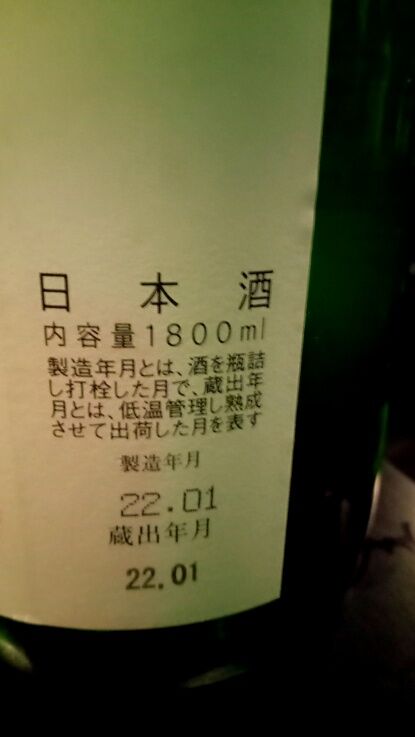 日本酒
内容量1800ml
製造年月とは、酒を瓶詰
し打栓した月で、蔵出年
月とは、低温管理し熟成
させて出荷した月を表す
製造年月
22.01
蔵出年月
22.01